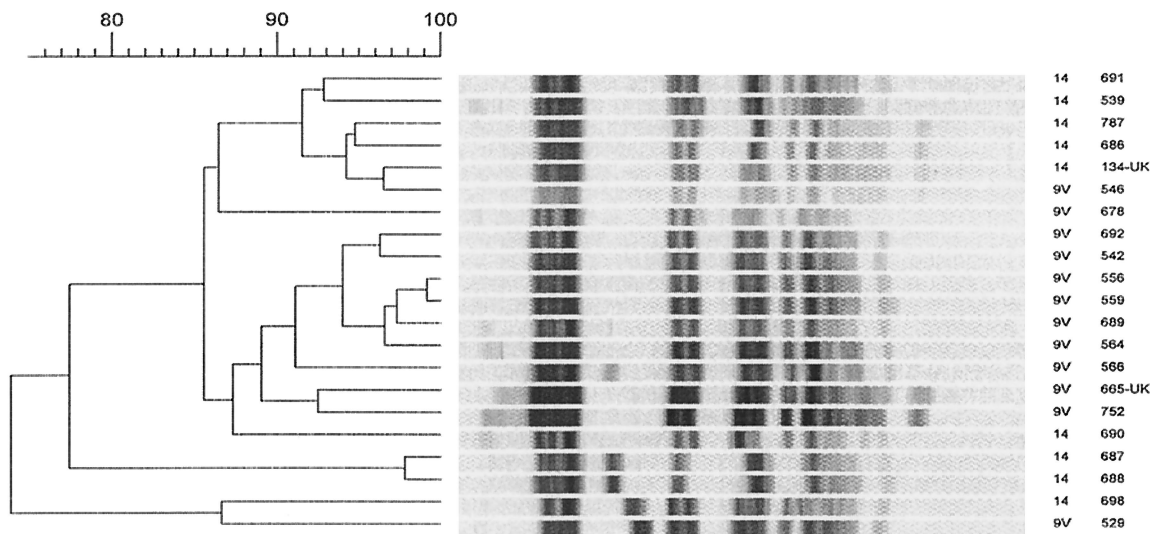 80 90 100
14 691
14 539
14 787
14 686
14 134-UK
9V 546
9V 678
9V 692
9V 542
9V 556
9V 559
9V 689
9V 564
9V 566
9V 665-UK
9V 752
14 690
14 687
14 688
14 698
9V 529